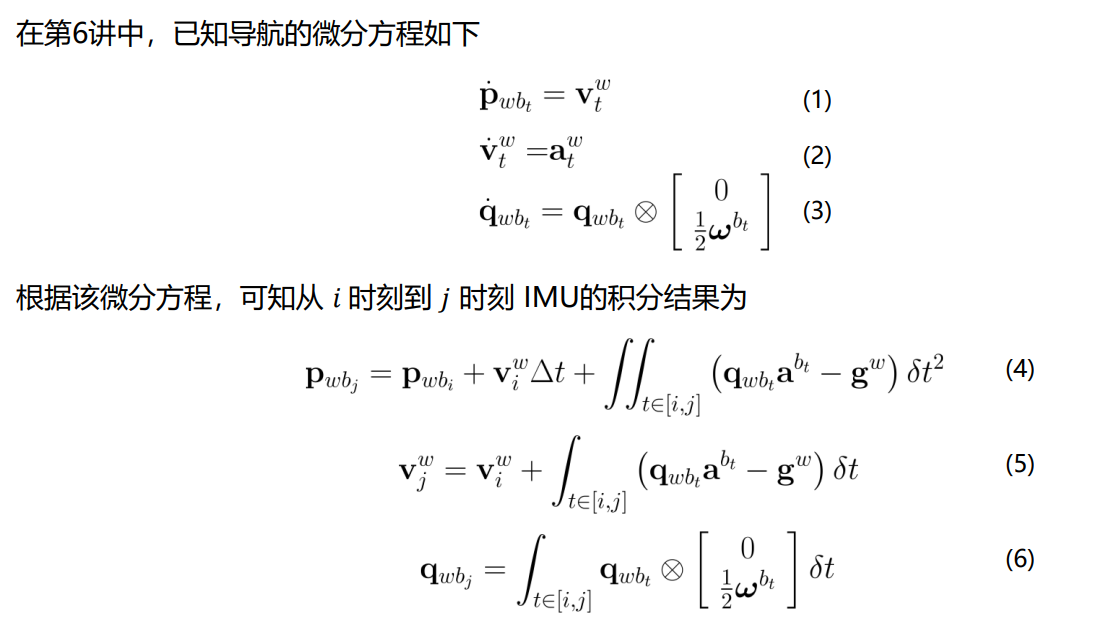 在第6讲中，已知导航的微分方程如下
$\dot{\mathbf{p}}_{wb_t} = \mathbf{v}_t^w$ (1)
$\dot{\mathbf{v}}_t^w = \mathbf{a}_t^w$ (2)
$\dot{\mathbf{q}}_{wb_t} = \mathbf{q}_{wb_t} \otimes \begin{bmatrix} 0 \\ \frac{1}{2}\boldsymbol{\omega}^{b_t} \end{bmatrix}$ (3)
根据该微分方程，可知从 i 时刻到 j 时刻 IMU的积分结果为
$\mathbf{p}_{wb_j} = \mathbf{p}_{wb_i} + \mathbf{v}_i^w \Delta t + \iint_{t\in[i,j]} \left(\mathbf{q}_{wb_t}\mathbf{a}^{b_t} - \mathbf{g}^w\right) \delta t^2$ (4)
$\mathbf{v}_j^w = \mathbf{v}_i^w + \int_{t\in[i,j]} \left(\mathbf{q}_{wb_t}\mathbf{a}^{b_t} - \mathbf{g}^w\right) \delta t$ (5)
$\mathbf{q}_{wb_j} = \int_{t\in[i,j]} \mathbf{q}_{wb_t} \otimes \begin{bmatrix} 0 \\ \frac{1}{2}\boldsymbol{\omega}^{b_t} \end{bmatrix} \delta t$ (6)